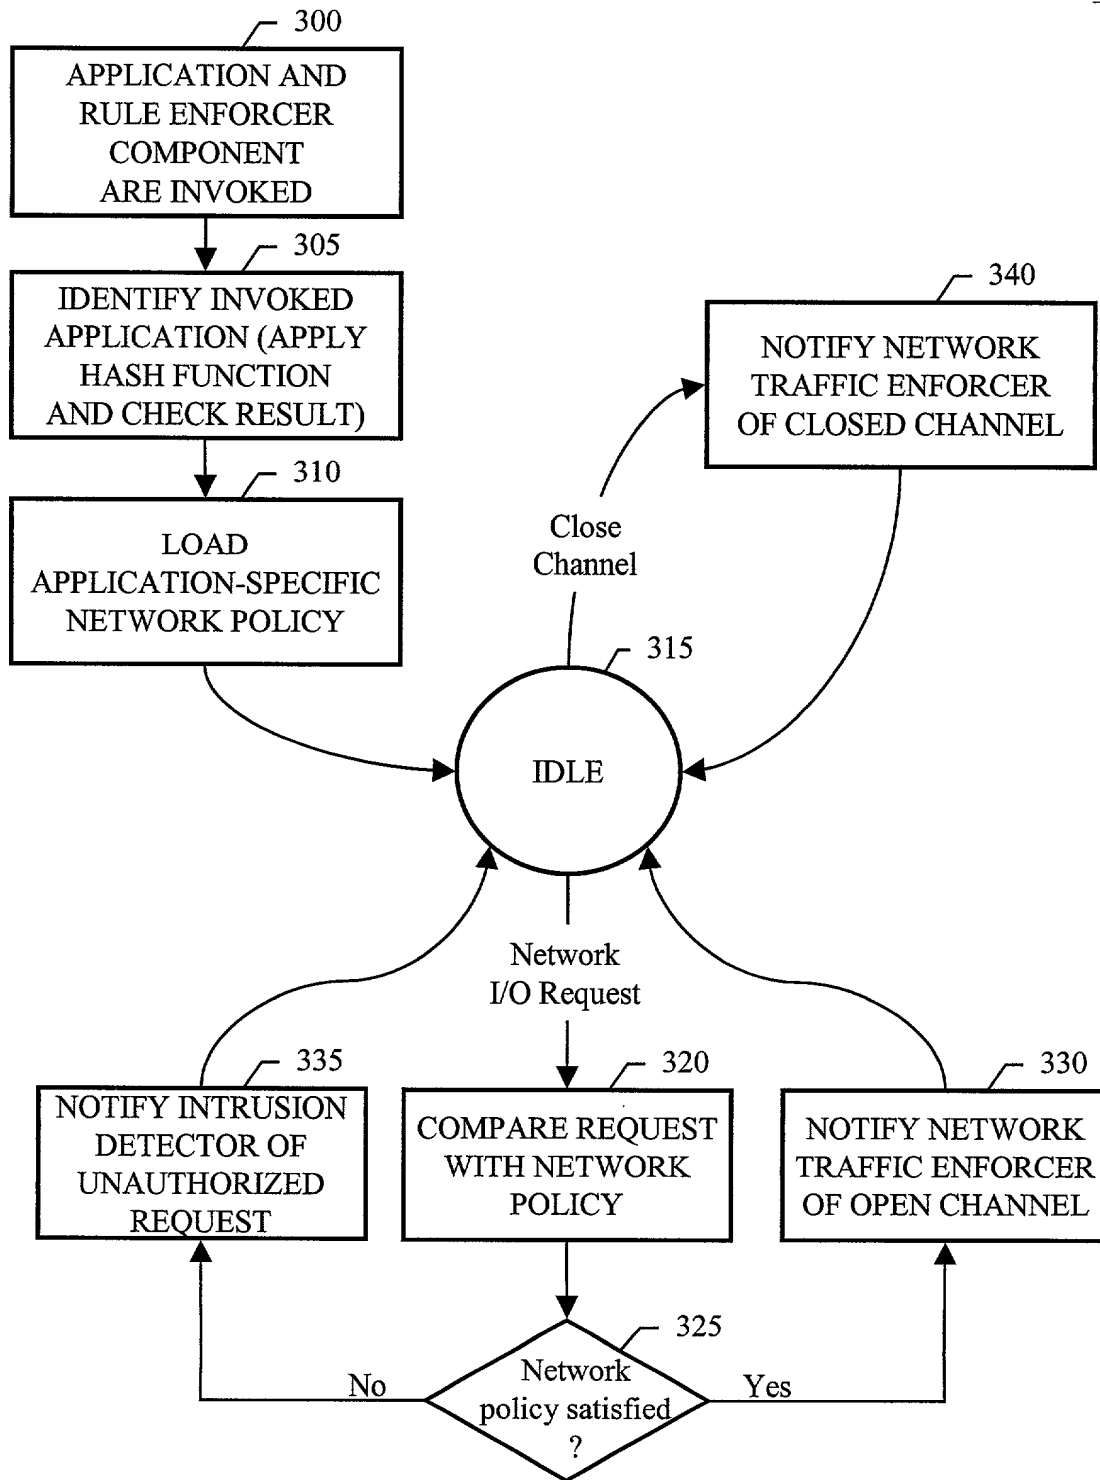 300
APPLICATION AND
RULE ENFORCER
COMPONENT
ARE INVOKED
305
IDENTIFY INVOKED
APPLICATION (APPLY
HASH FUNCTION
AND CHECK RESULT)
310
LOAD
APPLICATION-SPECIFIC
NETWORK POLICY
340
NOTIFY NETWORK
TRAFFIC ENFORCER
OF CLOSED CHANNEL
Close
Channel
315
IDLE
Network
I/O Request
335
NOTIFY INTRUSION
DETECTOR OF
UNAUTHORIZED
REQUEST
320
COMPARE REQUEST
WITH NETWORK
POLICY
330
NOTIFY NETWORK
TRAFFIC ENFORCER
OF OPEN CHANNEL
325
Network
policy satisfied
?
No
Yes